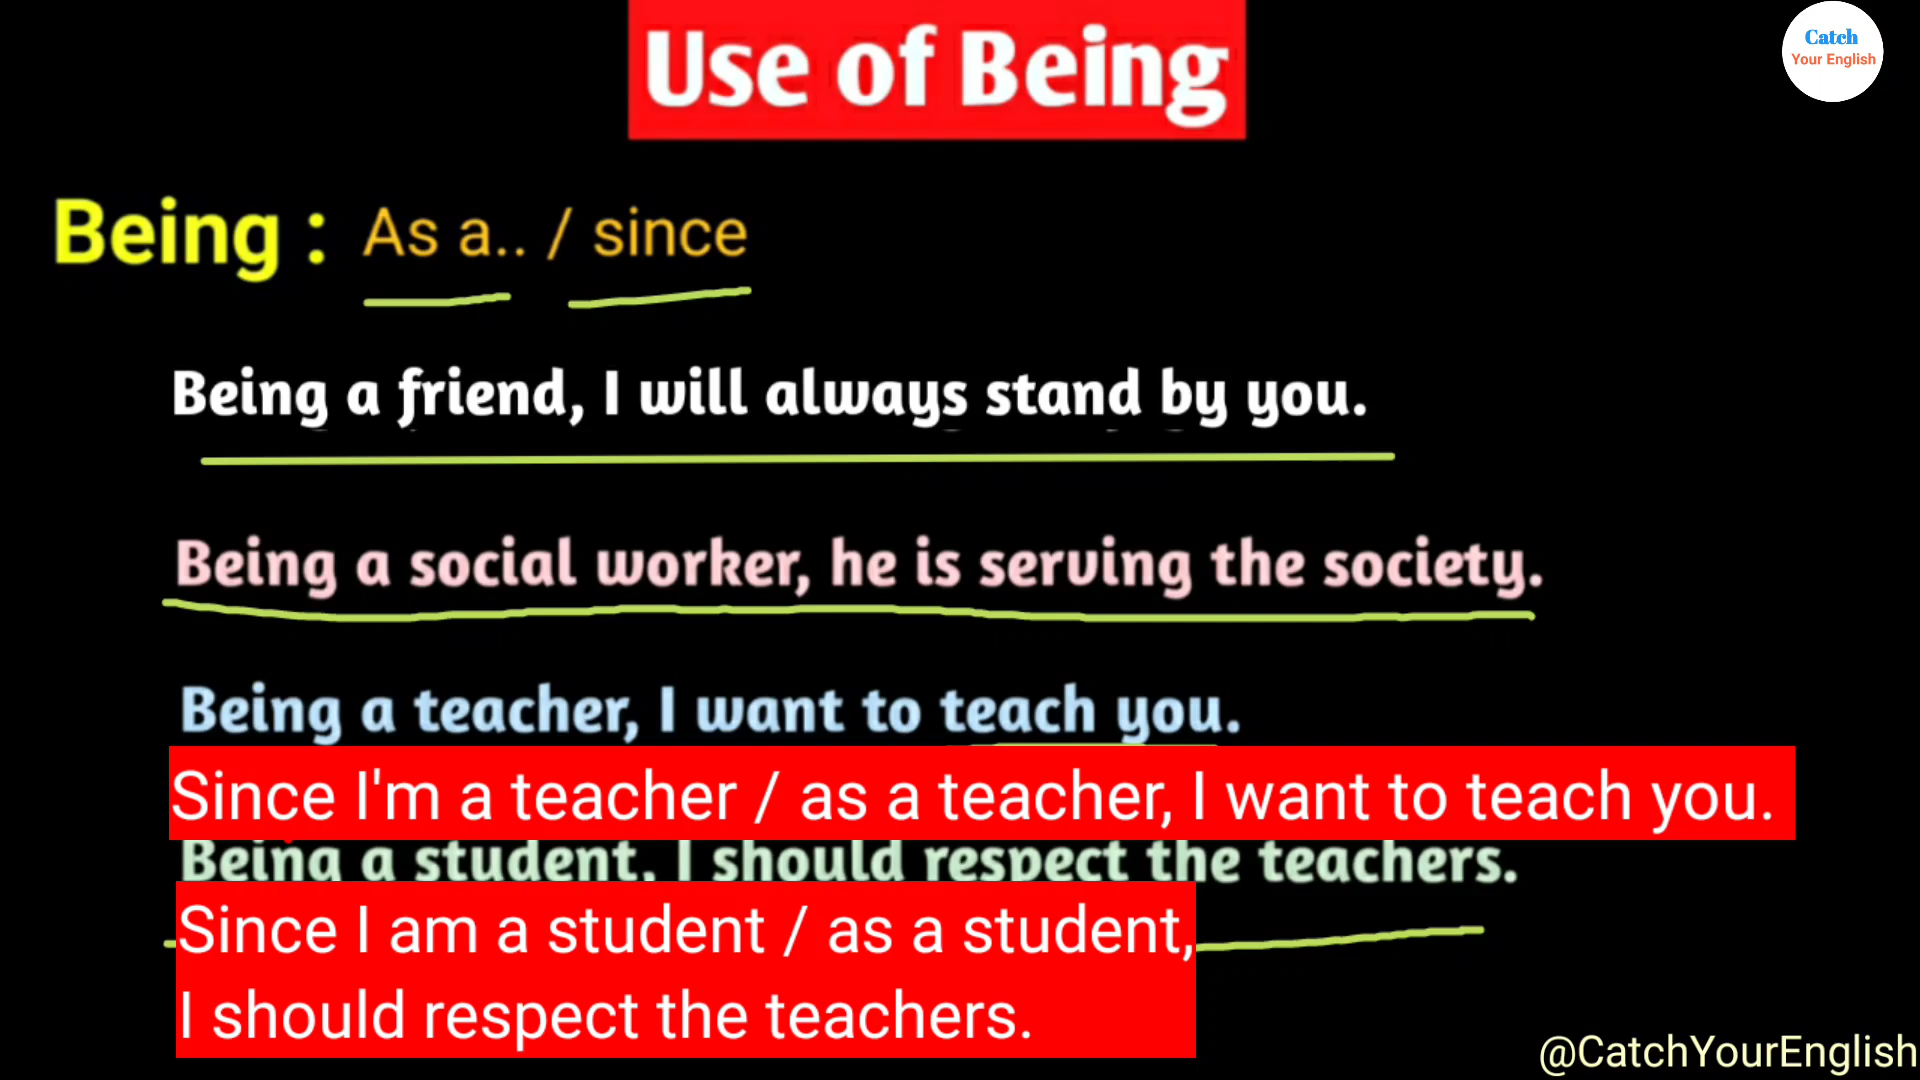 Use of Being
Catch
Your English
Being : As a.. / since
Being a friend, I will always stand by you.
Being a social worker, he is serving the society.
Being a teacher, I want to teach you.
Since I'm a teacher / as a teacher, I want to teach you.
Being a student, I should respect the teachers.
Since I am a student / as a student,
I should respect the teachers.
@CatchYourEnglish